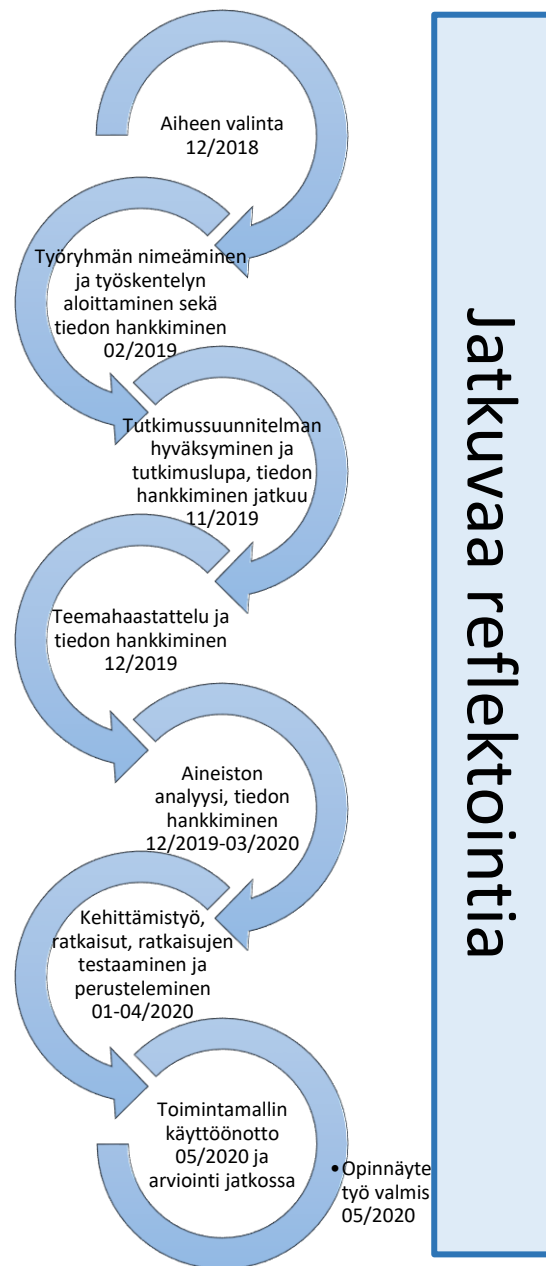 Aiheen valinta
12/2018
Työryhmän nimeäminen
ja työskentelyn
aloittaminen sekä
tiedon hankkiminen
02/2019
Tutkimussuunnitelman
hyväksyminen ja
tutkimuslupa, tiedon
hankkiminen jatkuu
11/2019
Teemahaastattelu ja
tiedon hankkiminen
12/2019
Aineiston
analyysi, tiedon
hankkiminen
12/2019-03/2020
Kehittämistyö,
ratkaisut, ratkaisujen
testaaminen ja
perusteleminen
01-04/2020
Toimintamallin
käyttöönotto
05/2020 ja
arviointi jatkossa
•Opinnäyte
työ valmis
05/2020
Jatkuvaa reflektointia